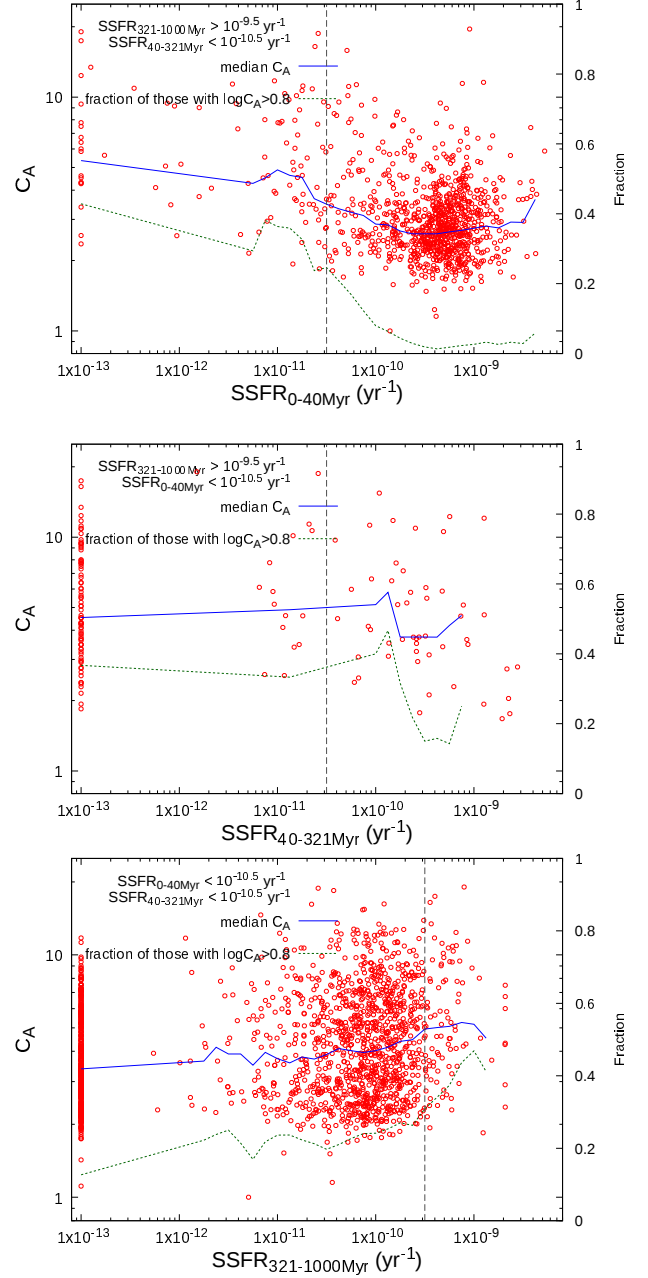 SSFR321-1000Myr > 10^-9.5 yr^-1
SSFR40-321Myr < 10^-10.5 yr^-1
median CA
fraction of those with logCA>0.8
10
1
CA
1
0.8
0.6
0.4
0.2
0
Fraction
1x10^-13 1x10^-12 1x10^-11 1x10^-10 1x10^-9
SSFR0-40Myr (yr^-1)
SSFR321-1000Myr > 10^-9.5 yr^-1
SSFR0-40Myr < 10^-10.5 yr^-1
median CA
fraction of those with logCA>0.8
10
1
CA
1
0.8
0.6
0.4
0.2
0
Fraction
1x10^-13 1x10^-12 1x10^-11 1x10^-10 1x10^-9
SSFR40-321Myr (yr^-1)
SSFR0-40Myr < 10^-10.5 yr^-1
SSFR40-321Myr < 10^-10.5 yr^-1
median CA
fraction of those with logCA>0.8
10
1
CA
1
0.8
0.6
0.4
0.2
0
Fraction
1x10^-13 1x10^-12 1x10^-11 1x10^-10 1x10^-9
SSFR321-1000Myr (yr^-1)